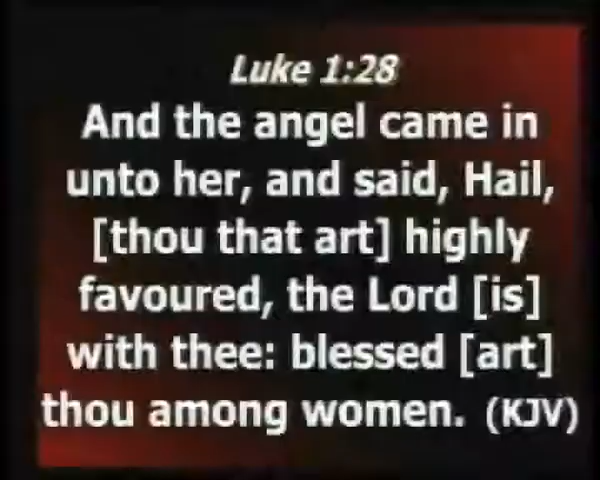 Luke 1:28
And the angel came in
unto her, and said, Hail,
[thou that art] highly
favoured, the Lord [is]
with thee: blessed [art]
thou among women. (KJV)